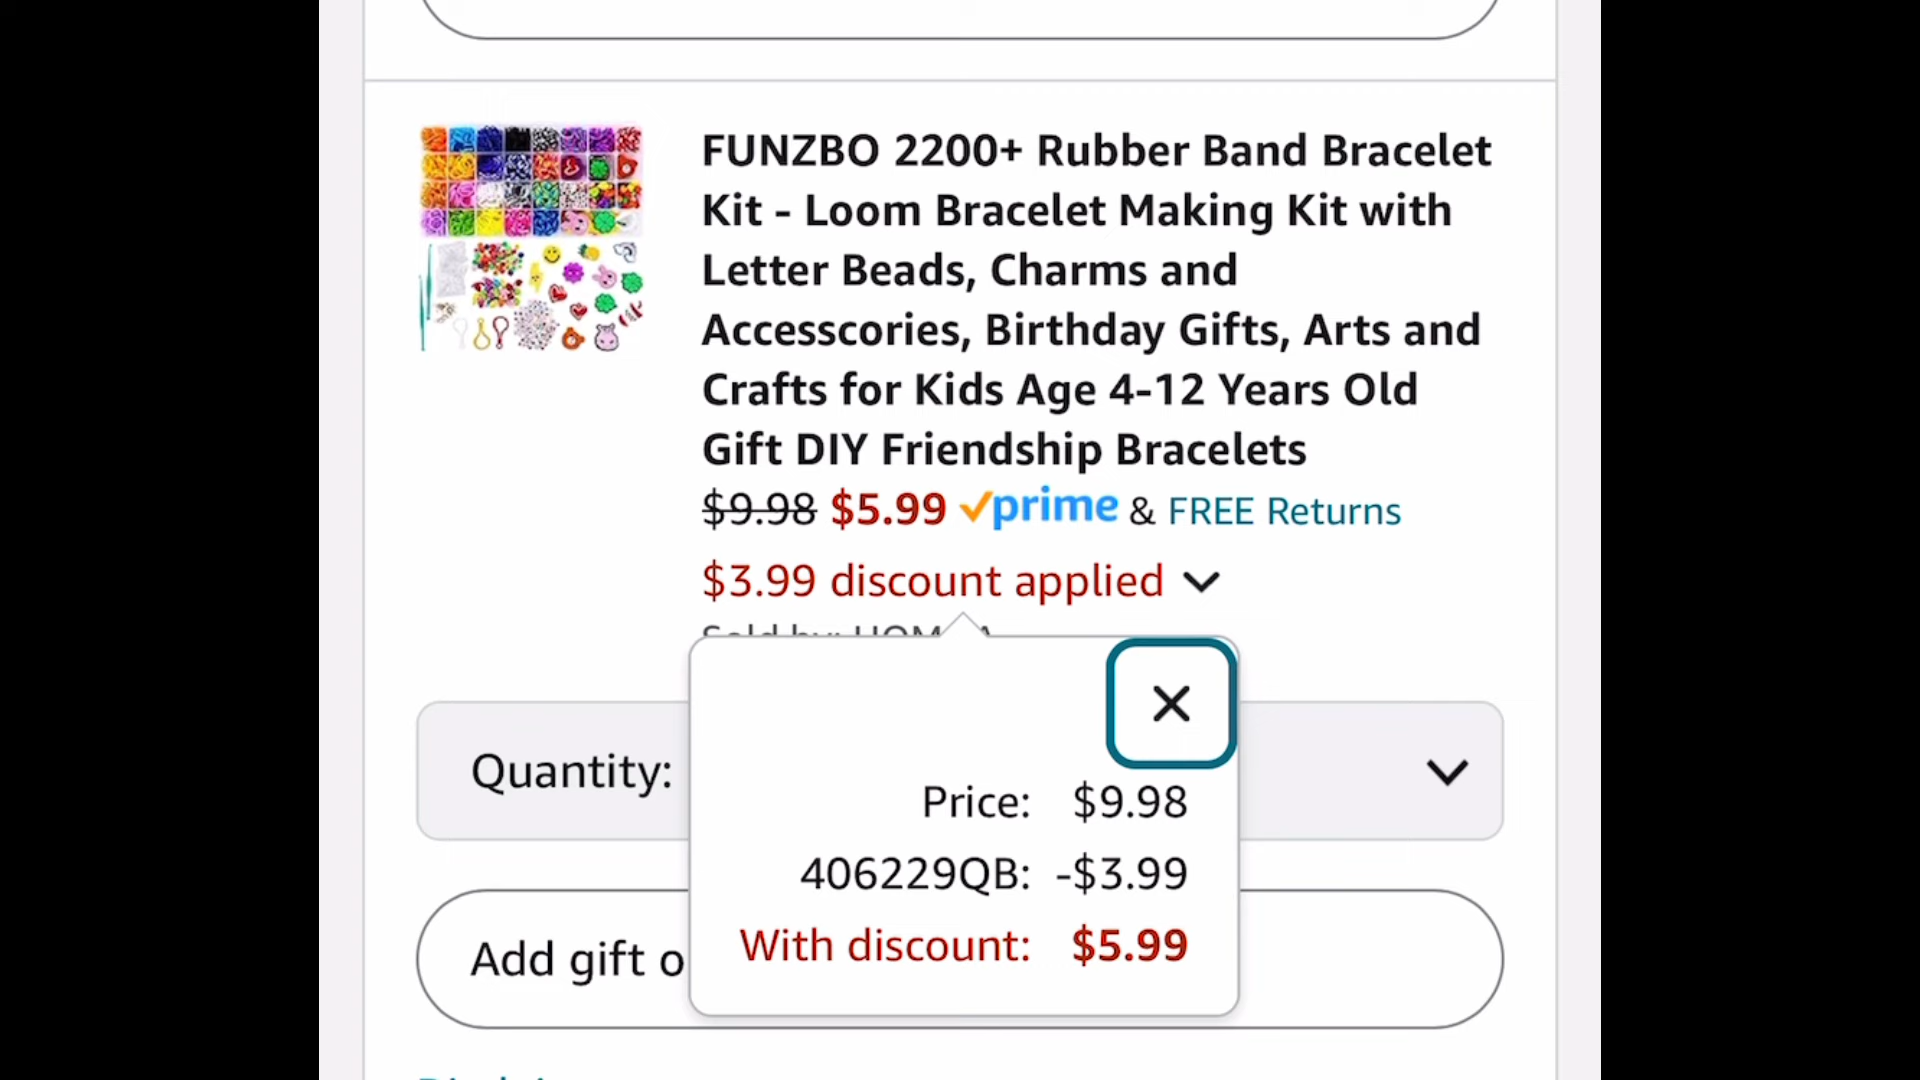 FUNZBO 2200+ Rubber Band Bracelet
Kit - Loom Bracelet Making Kit with
Letter Beads, Charms and
Accesscories, Birthday Gifts, Arts and
Crafts for Kids Age 4-12 Years Old
Gift DIY Friendship Bracelets
$9.98 $5.99 prime & FREE Returns
$3.99 discount applied
Sold by:
Quantity:
Price: $9.98
406229QB: -$3.99
With discount: $5.99
Add gift o